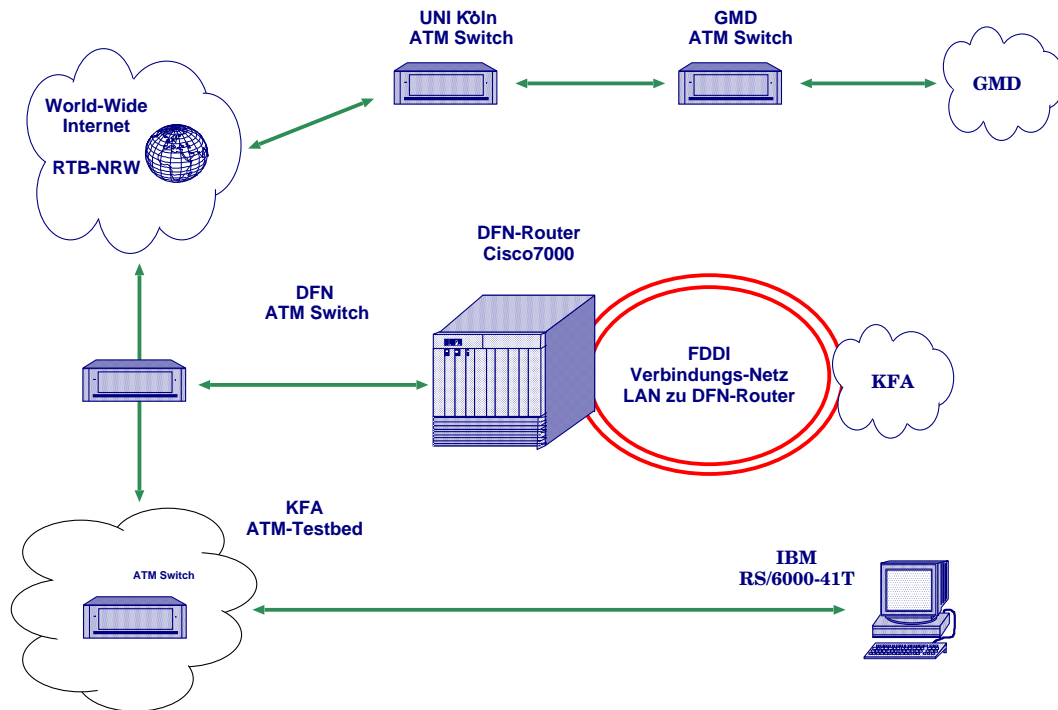 UNI Köln
ATM Switch
GMD
ATM Switch
GMD
World-Wide
Internet
RTB-NRW
DFN-Router
Cisco7000
DFN
ATM Switch
FDDI
Verbindungs-Netz
LAN zu DFN-Router
KFA
KFA
ATM-Testbed
ATM Switch
IBM
RS/6000-41T